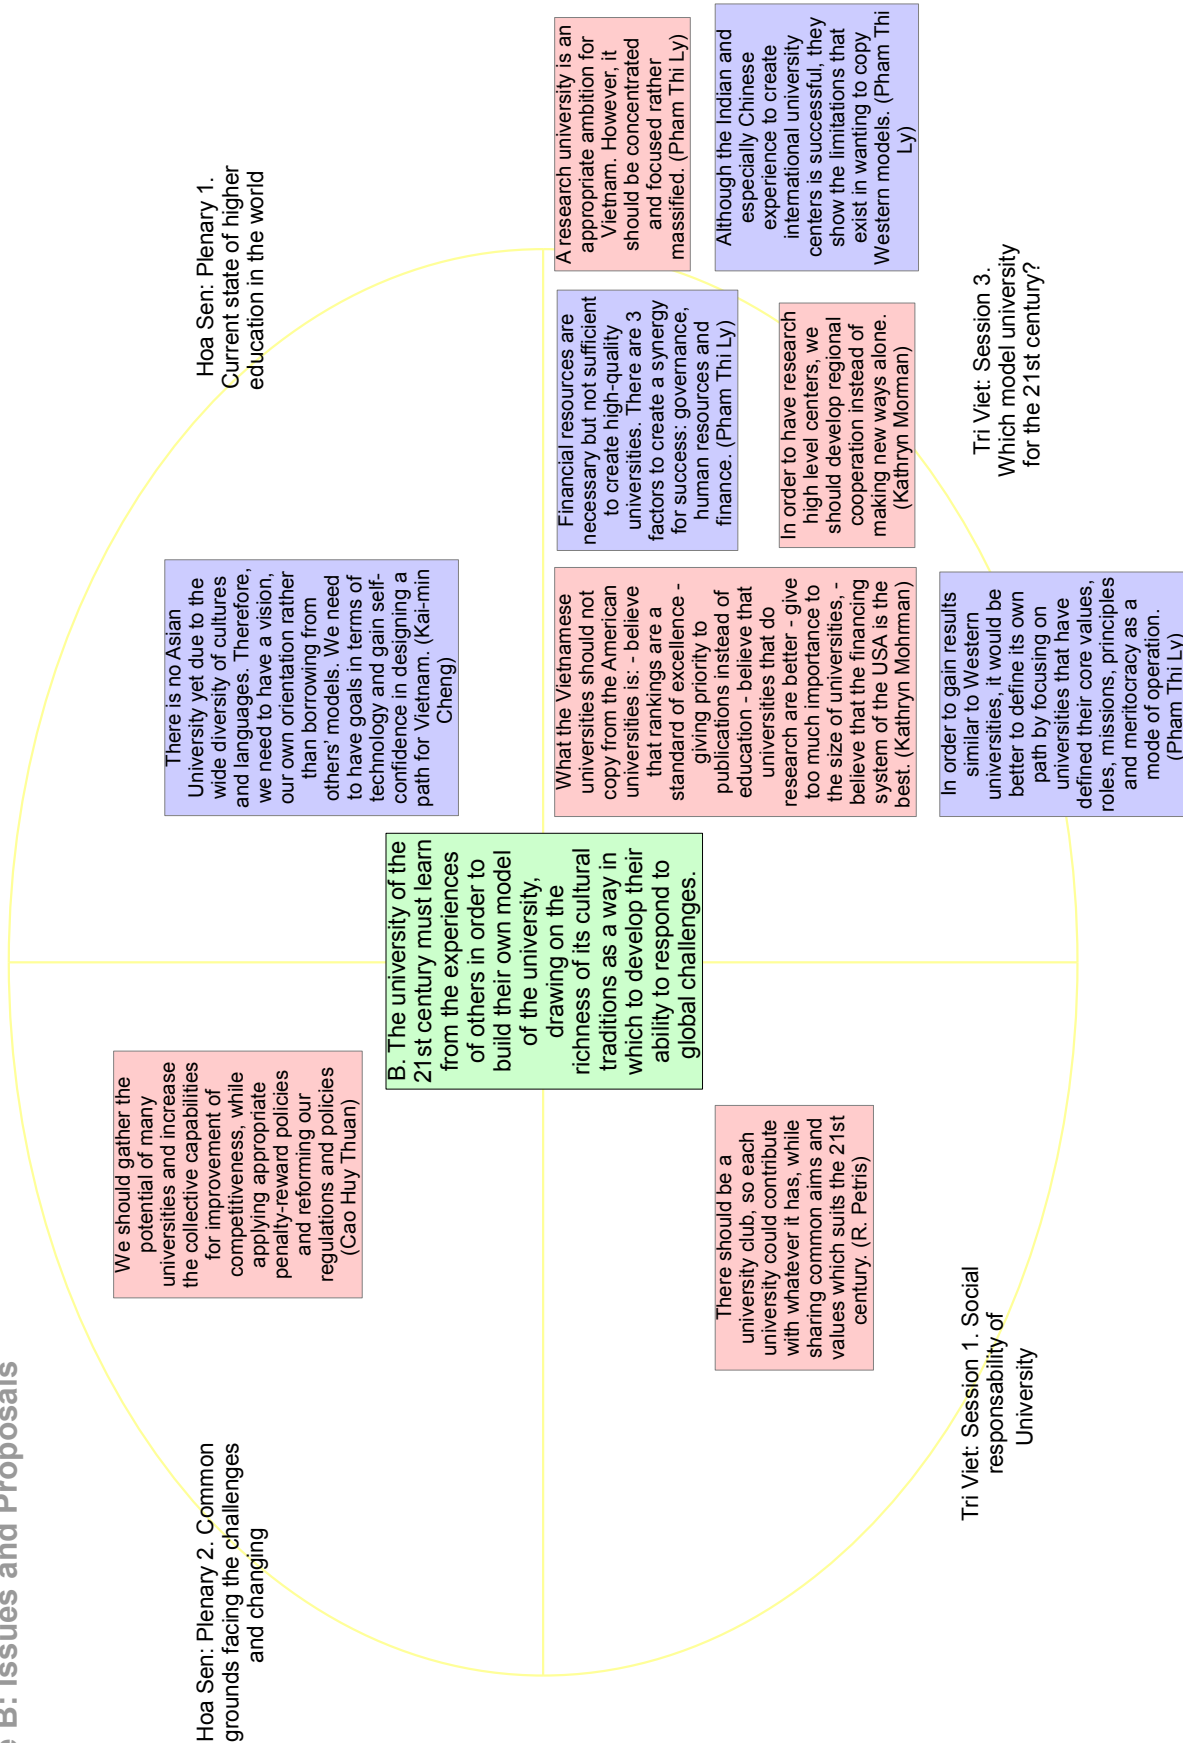 B: Issues and Proposals
Hoa Sen: Plenary 2. Common
grounds facing the challenges
and changing
Hoa Sen: Plenary 1.
Current state of higher
education in the world
We should gather the
potential of many
universities and increase
the collective capabilities
for improvement of
competitiveness, while
applying appropriate
penalty-reward policies
and reforming our
regulations and policies
(Cao Huy Thuan)
There is no Asian
University yet due to the
wide diversity of cultures
and languages. Therefore,
we need to have a vision,
our own orientation rather
than borrowing from
others' models. We need
to have goals in terms of
technology and gain self-
confidence in designing a
path for Vietnam. (Kai-min
Cheng)
B. The university of the
21st century must learn
from the experiences
of others in order to
build their own model
of the university,
drawing on the
richness of its cultural
traditions as a way in
which to develop their
ability to respond to
global challenges.
There should be a
university club, so each
university could contribute
with whatever it has, while
sharing common aims and
values which suits the 21st
century. (R. Petris)
Tri Viet: Session 1. Social
responsability of
University
What the Vietnamese
universities should not
copy from the American
universities is: - believe
that rankings are a
standard of excellence -
giving priority to
publications instead of
education - believe that
universities that do
research are better - give
too much importance to
the size of universities, -
believe that the financing
system of the USA is the
best. (Kathryn Mohrmuan)
Financial resources are
necessary but not sufficient
to create high-quality
universities. There are 3
factors to create a synergy
for success: governance,
human resources and
finance. (Pham Thi Ly)
A research university is an
appropriate ambition for
Vietnam. However, it
should be concentrated
and focused rather
massified. (Pham Thi Ly)
Although the Indian and
especially Chinese
experience to create
international university
centers is successful, they
show the limitations that
exist in wanting to copy
Western models. (Pham Thi
Ly)
In order to have research
high level centers, we
should develop regional
cooperation instead of
making new ways alone.
(Kathryn Morman)
In order to gain results
similar to Western
universities, it would be
better to define its own
path by focusing on
universities that have
defined their core values,
roles, missions, principles
and meritocracy as a
mode of operation.
(Pham Thi Ly)
Tri Viet: Session 3.
Which model university
for the 21st century?